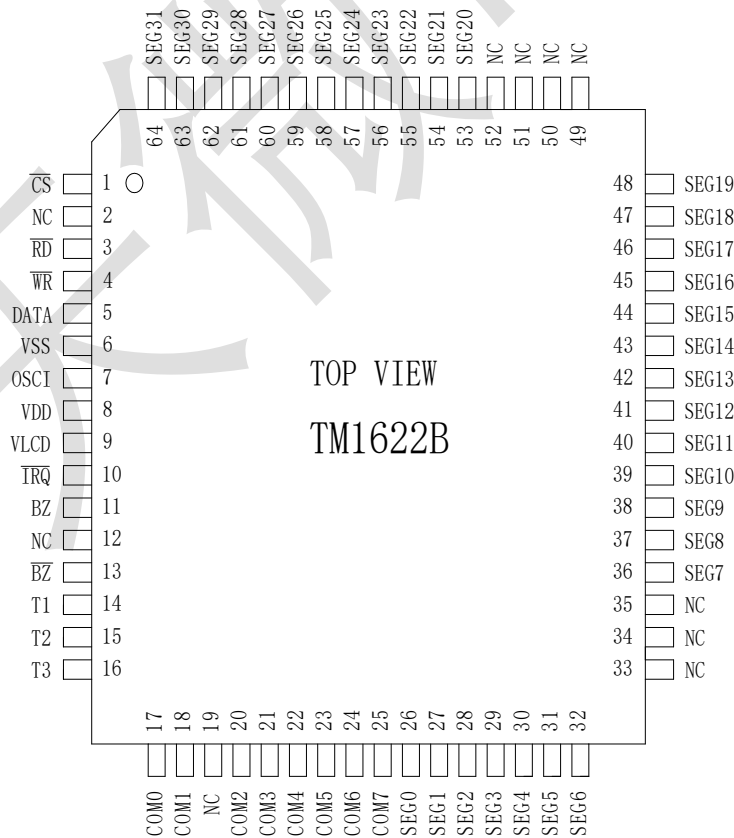 SEG31 SEG30 SEG29 SEG28 SEG27 SEG26 SEG25 SEG24 SEG23 SEG22 SEG21 SEG20 NC NC NC NC
64 63 62 61 60 59 58 57 56 55 54 53 52 51 50 49
C̅S̅ 1 48 SEG19
NC 2 47 SEG18
R̅D̅ 3 46 SEG17
W̅R̅ 4 45 SEG16
DATA 5 44 SEG15
VSS 6 43 SEG14
OSCI 7 42 SEG13
VDD 8 41 SEG12
VLCD 9 40 SEG11
I̅R̅Q̅ 10 39 SEG10
BZ 11 38 SEG9
NC 12 37 SEG8
B̅Z̅ 13 36 SEG7
T1 14 35 NC
T2 15 34 NC
T3 16 33 NC
TOP VIEW
TM1622B
17 18 19 20 21 22 23 24 25 26 27 28 29 30 31 32
COM0 COM1 NC COM2 COM3 COM4 COM5 COM6 COM7 SEG0 SEG1 SEG2 SEG3 SEG4 SEG5 SEG6